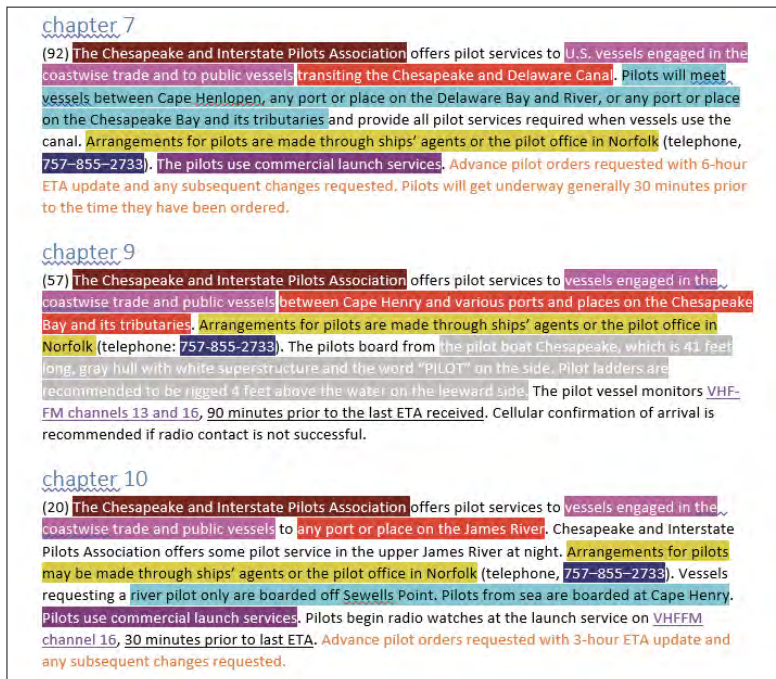 chapter 7
(92) The Chesapeake and Interstate Pilots Association offers pilot services to U.S. vessels engaged in the
coastwise trade and to public vessels transiting the Chesapeake and Delaware Canal. Pilots will meet
vessels between Cape Henlopen, any port or place on the Delaware Bay and River, or any port or place
on the Chesapeake Bay and its tributaries and provide all pilot services required when vessels use the
canal. Arrangements for pilots are made through ships’ agents or the pilot office in Norfolk (telephone,
757–855–2733). The pilots use commercial launch services. Advance pilot orders requested with 6-hour
ETA update and any subsequent changes requested. Pilots will get underway generally 30 minutes prior
to the time they have been ordered.
chapter 9
(57) The Chesapeake and Interstate Pilots Association offers pilot services to vessels engaged in the
coastwise trade and public vessels between Cape Henry and various ports and places on the Chesapeake
Bay and its tributaries. Arrangements for pilots are made through ships’ agents or the pilot office in
Norfolk (telephone: 757-855-2733). The pilots board from the pilot boat Chesapeake, which is 41 feet
long, gray hull with white superstructure and the word “PILOT” on the side. Pilot ladders are
recommended to be rigged 4 feet above the water on the leeward side. The pilot vessel monitors VHF-
FM channels 13 and 16, 90 minutes prior to the last ETA received. Cellular confirmation of arrival is
recommended if radio contact is not successful.
chapter 10
(20) The Chesapeake and Interstate Pilots Association offers pilot services to vessels engaged in the
coastwise trade and public vessels to any port or place on the James River. Chesapeake and Interstate
Pilots Association offers some pilot service in the upper James River at night. Arrangements for pilots
may be made through ships’ agents or the pilot office in Norfolk (telephone, 757–855–2733). Vessels
requesting a river pilot only are boarded off Sewells Point. Pilots from sea are boarded at Cape Henry.
Pilots use commercial launch services. Pilots begin radio watches at the launch service on VHFFM
channel 16, 30 minutes prior to last ETA. Advance pilot orders requested with 3-hour ETA update and
any subsequent changes requested.